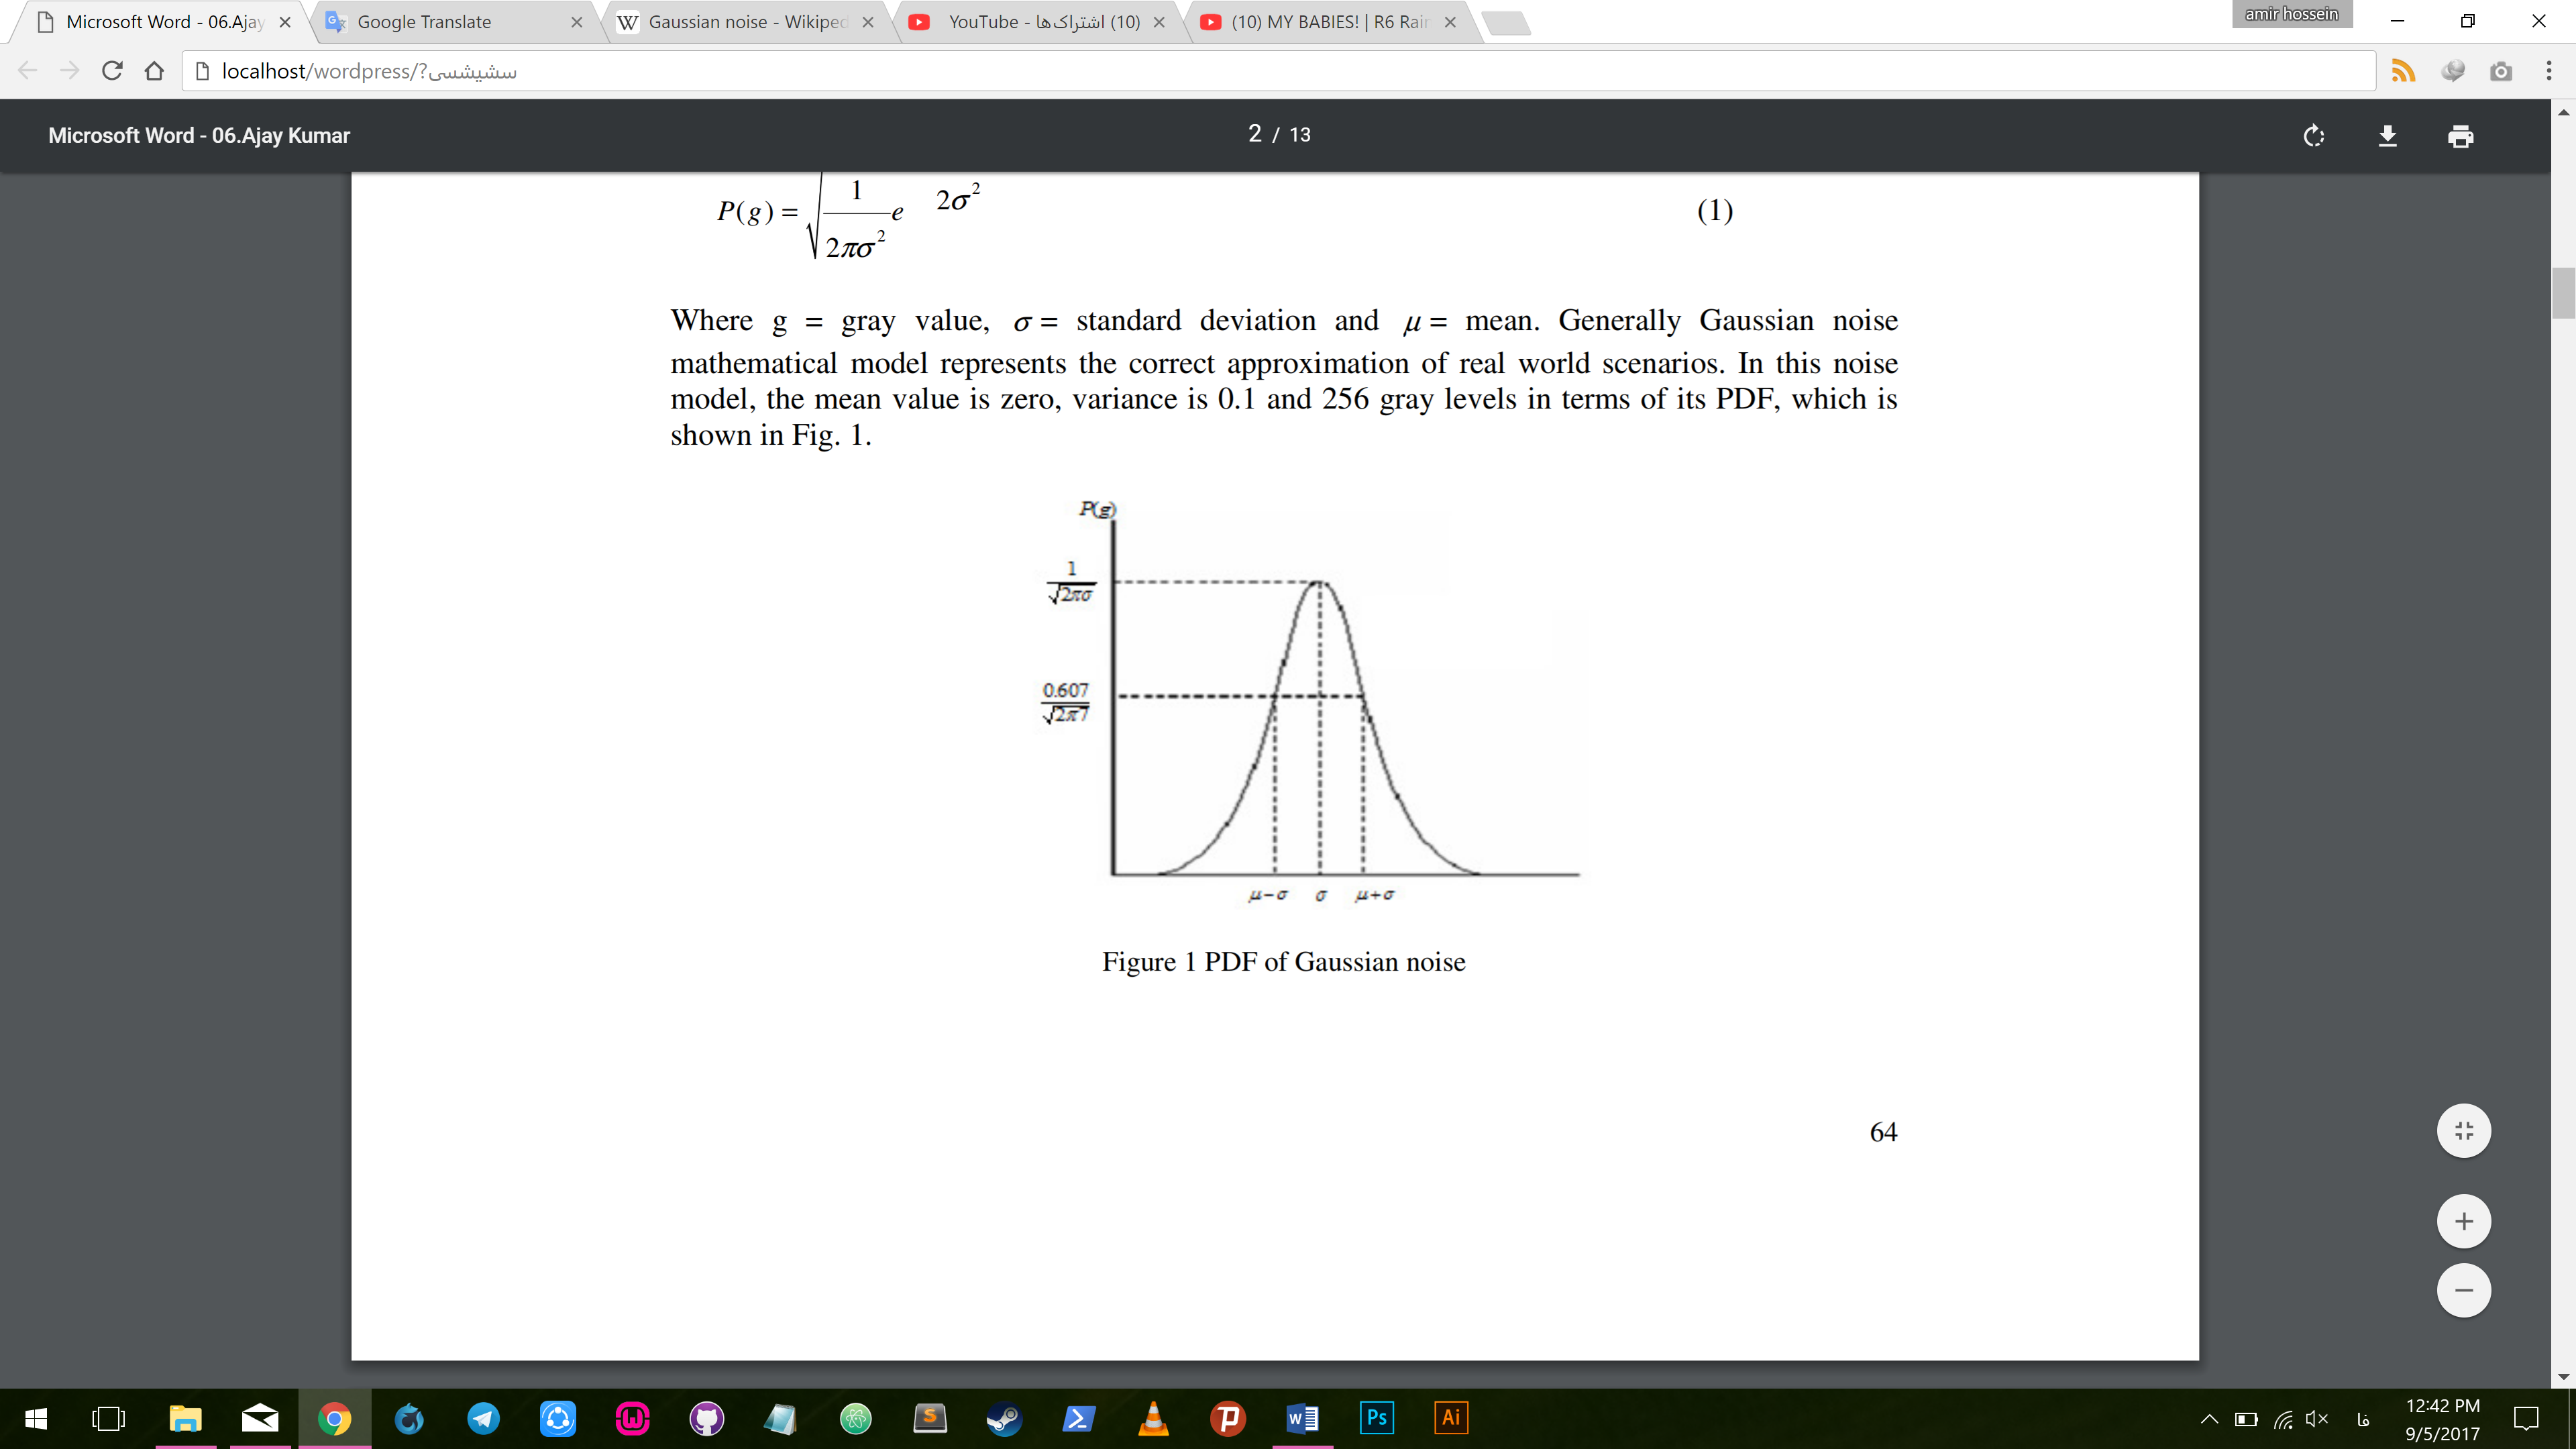 Microsoft Word - 06.Ajay
Google Translate
Gaussian noise - Wikiped
YouTube - اشتراک‌ها (10)
(10) MY BABIES! | R6 Rain
amir hossein
localhost/wordpress/?سشیشسی
Microsoft Word - 06.Ajay Kumar
2 / 13
P(g) = √ 1 / 2πσ² e 2σ² (1)
Where g = gray value, σ = standard deviation and μ = mean. Generally Gaussian noise
mathematical model represents the correct approximation of real world scenarios. In this noise
model, the mean value is zero, variance is 0.1 and 256 gray levels in terms of its PDF, which is
shown in Fig. 1.
P(g)
1
√2πσ
0.607
√2π7
μ−σ σ μ+σ
Figure 1 PDF of Gaussian noise
64
Ps
Ai
فا
12:42 PM
9/5/2017